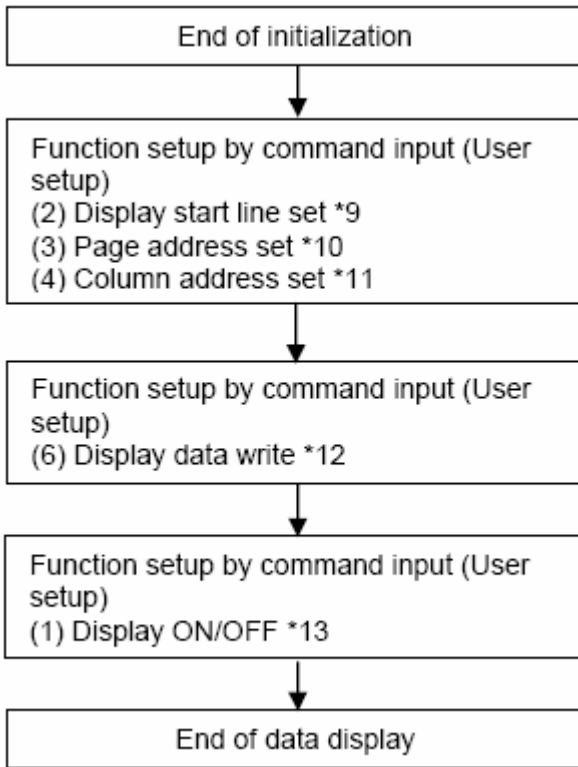 End of initialization
Function setup by command input (User
setup)
(2) Display start line set *9
(3) Page address set *10
(4) Column address set *11
Function setup by command input (User
setup)
(6) Display data write *12
Function setup by command input (User
setup)
(1) Display ON/OFF *13
End of data display